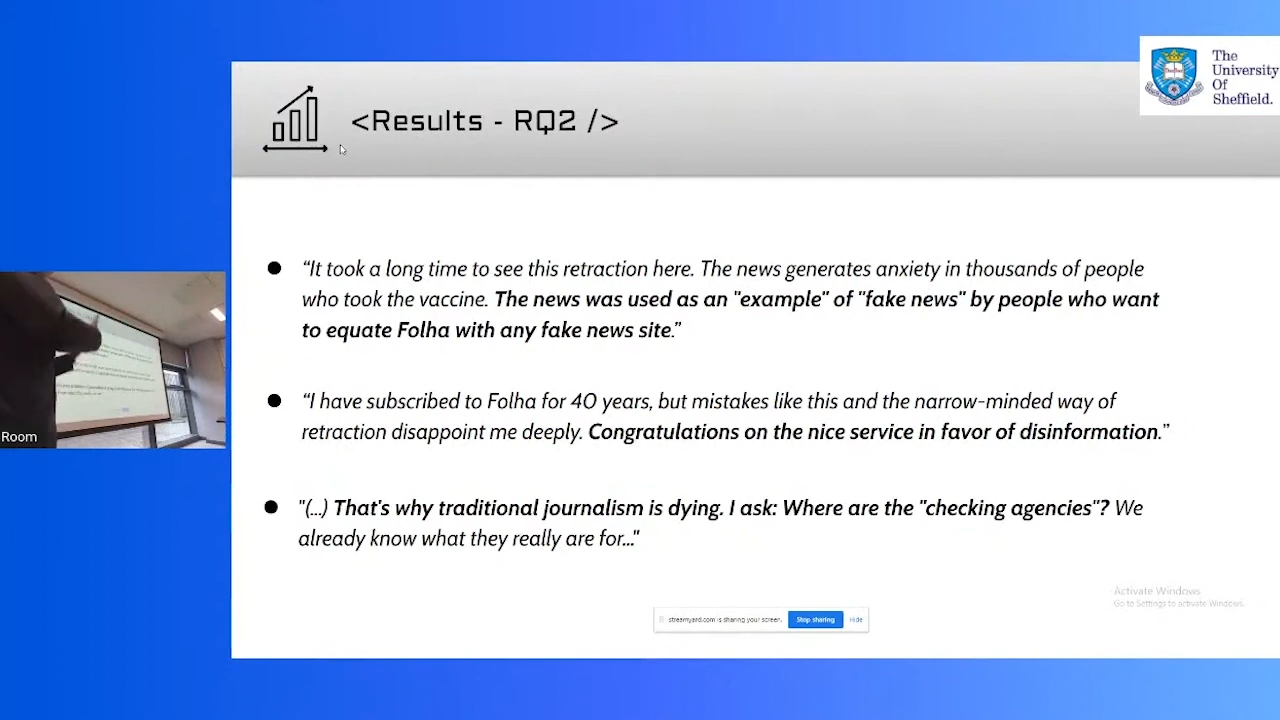 The
University
Of
Sheffield.
<Results - RQ2 />
“It took a long time to see this retraction here. The news generates anxiety in thousands of people
who took the vaccine. The news was used as an "example" of "fake news" by people who want
to equate Folha with any fake news site.”
“I have subscribed to Folha for 40 years, but mistakes like this and the narrow-minded way of
retraction disappoint me deeply. Congratulations on the nice service in favor of disinformation.”
"(...) That's why traditional journalism is dying. I ask: Where are the "checking agencies"? We
already know what they really are for..."
Room
Activate Windows
Go to Settings to activate Windows.
streamyard.com is sharing your screen.
Stop sharing
Hide